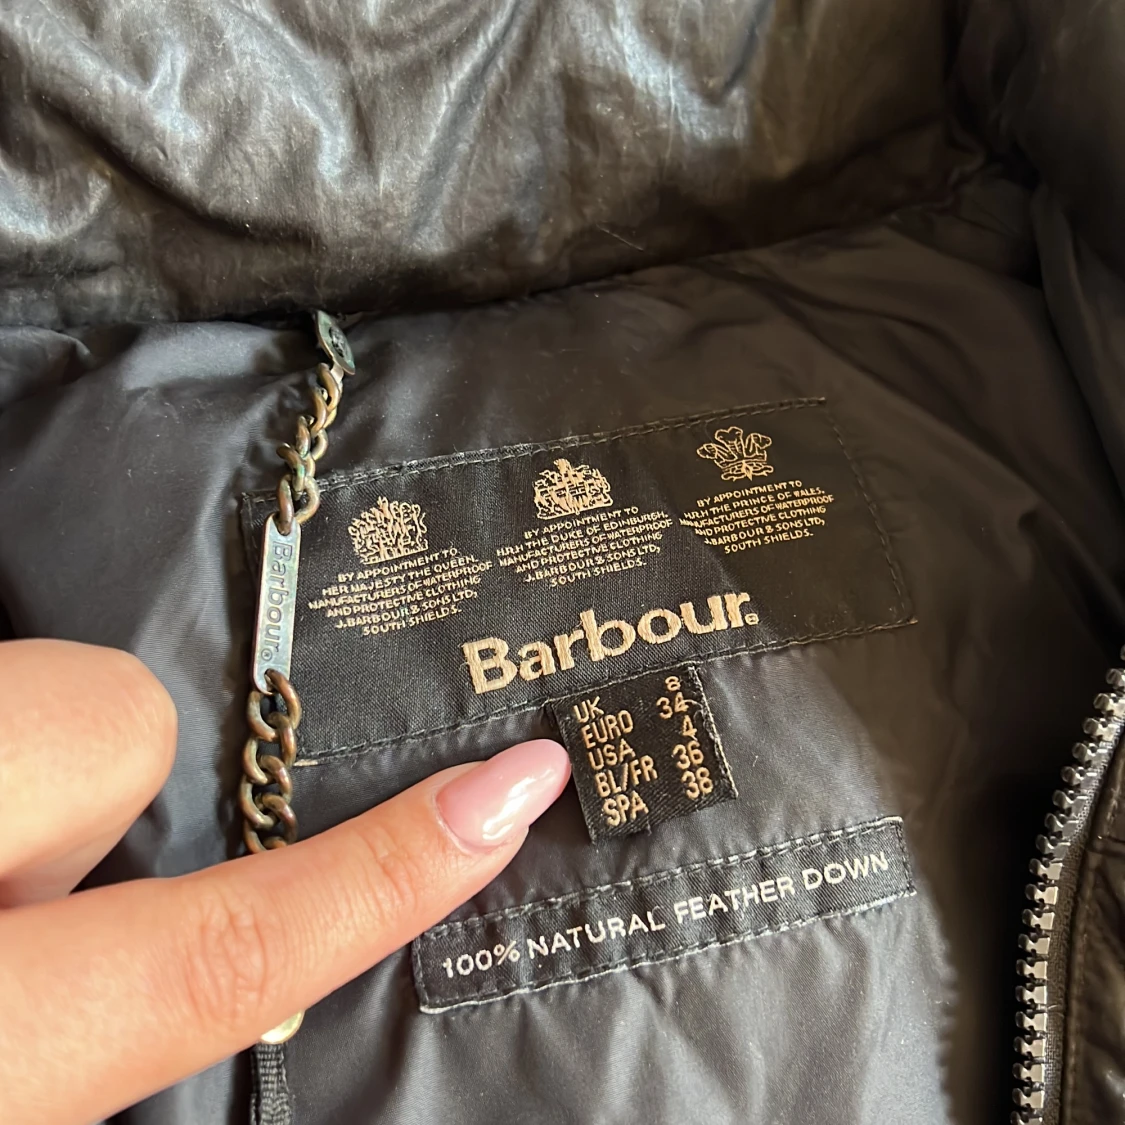 Barbour
BY APPOINTMENT TO
HER MAJESTY THE QUEEN,
MANUFACTURERS OF WATERPROOF
AND PROTECTIVE CLOTHING
J.BARBOUR & SONS LTD,
SOUTH SHIELDS.
BY APPOINTMENT TO
H.R.H THE DUKE OF EDINBURGH,
MANUFACTURERS OF WATERPROOF
AND PROTECTIVE CLOTHING
J.BARBOUR & SONS LTD,
SOUTH SHIELDS.
BY APPOINTMENT TO
H.R.H THE PRINCE OF WALES,
MANUFACTURERS OF WATERPROOF
AND PROTECTIVE CLOTHING
J.BARBOUR & SONS LTD,
SOUTH SHIELDS.
Barbour®
UK 8
EURO 34
USA 4
BL/FR 36
SPA 38
100% NATURAL FEATHER DOWN